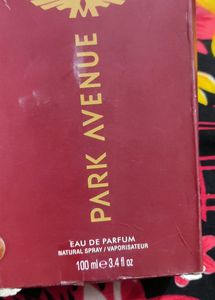 PARK AVENUE
EAU DE PARFUM
NATURAL SPRAY / VAPORISATEUR
100 ml ℮ 3.4 fl oz